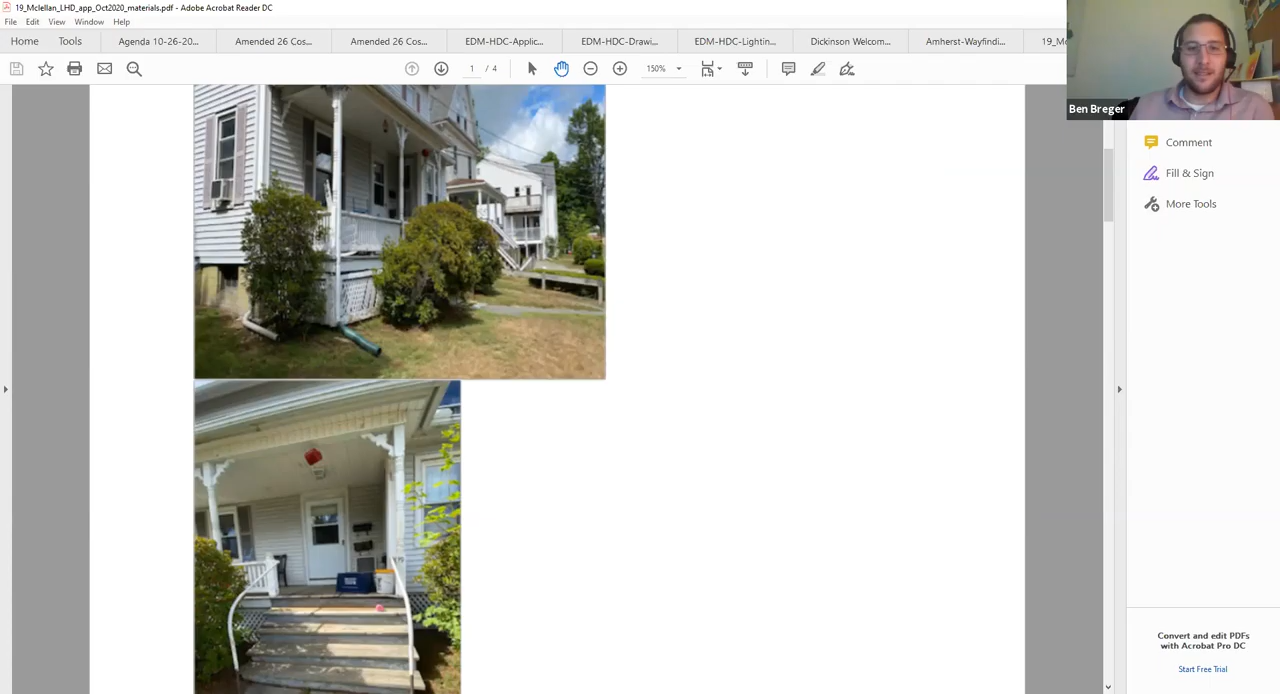 19_Mclellan_LHD_app_Oct2020_materials.pdf - Adobe Acrobat Reader DC
File Edit View Window Help
Home Tools Agenda 10-26-20... Amended 26 Cos... Amended 26 Cos... EDM-HDC-Applic... EDM-HDC-Drawi... EDM-HDC-Lightin... Dickinson Welcom... Amherst-Wayfindi...
1 / 4 150%
Ben Breger
Comment
Fill & Sign
More Tools
Convert and edit PDFs
with Acrobat Pro DC
Start Free Trial